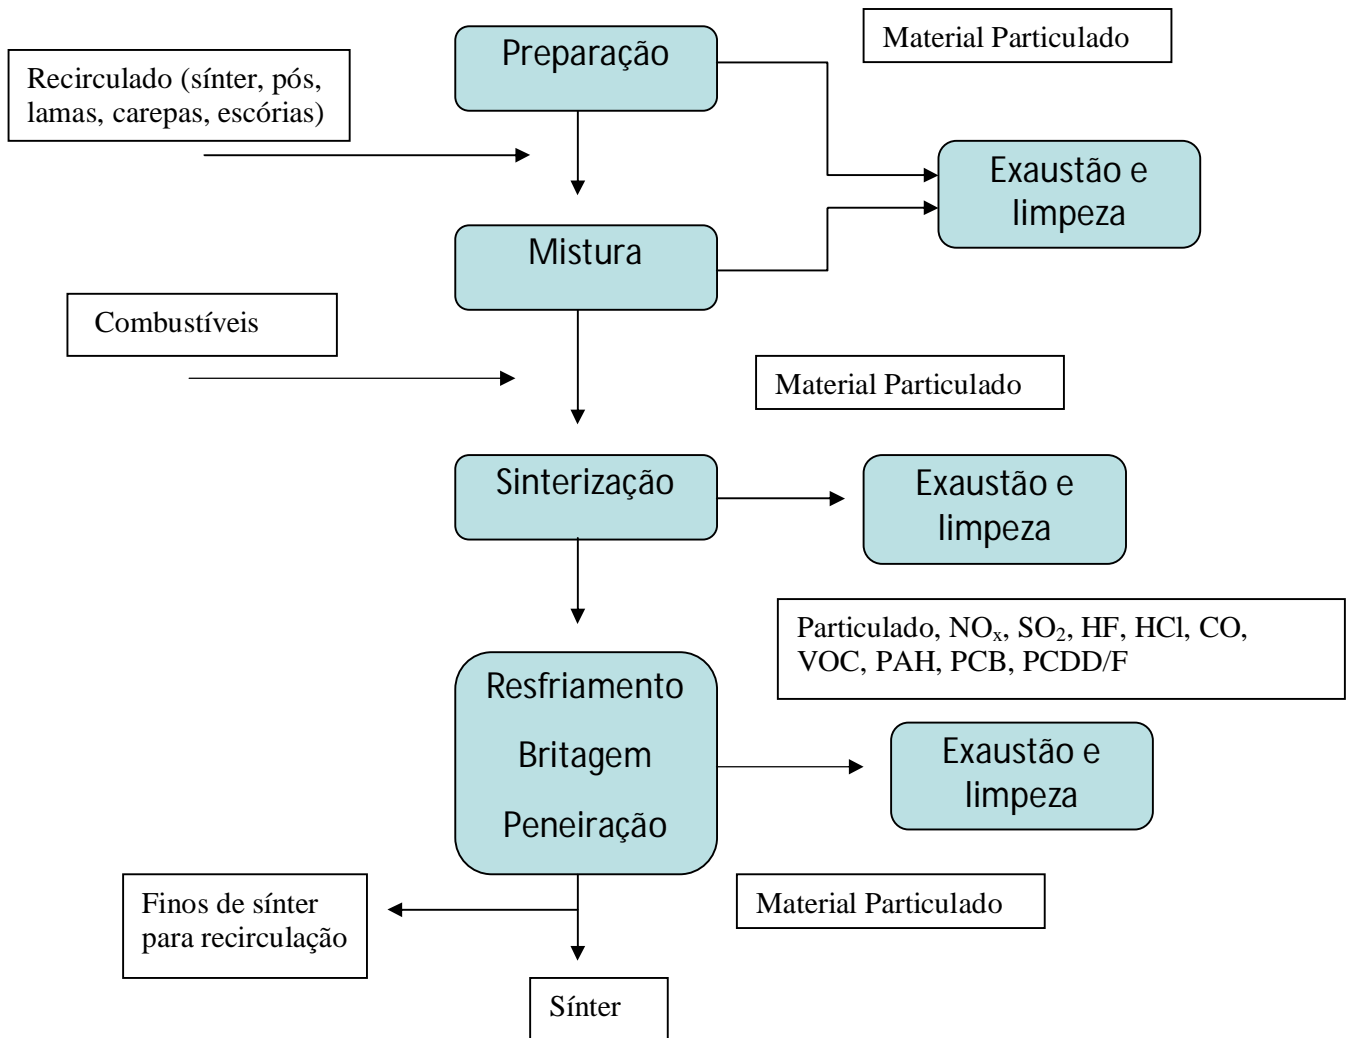 Preparação
Material Particulado
Recirculado (sínter, pós,
lamas, carepas, escórias)
Exaustão e
limpeza
Mistura
Combustíveis
Material Particulado
Sinterização
Exaustão e
limpeza
Particulado, NOₓ, SO₂, HF, HCl, CO,
VOC, PAH, PCB, PCDD/F
Resfriamento
Britagem
Peneiração
Exaustão e
limpeza
Finos de sínter
para recirculação
Material Particulado
Sínter